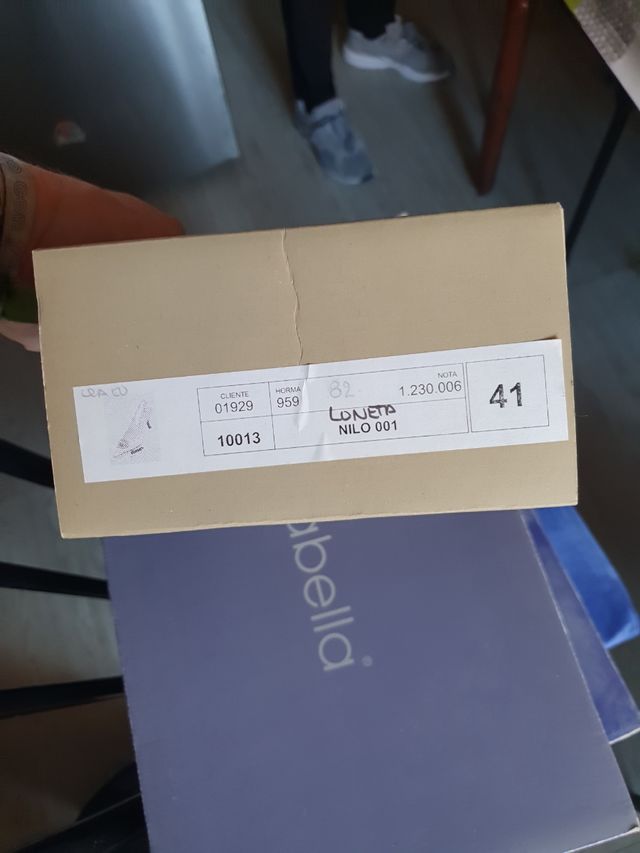 CLIENTE
01929
HORMA
959
82
NOTA
1.230.006
41
10013
LONETA
NILO 001
abella